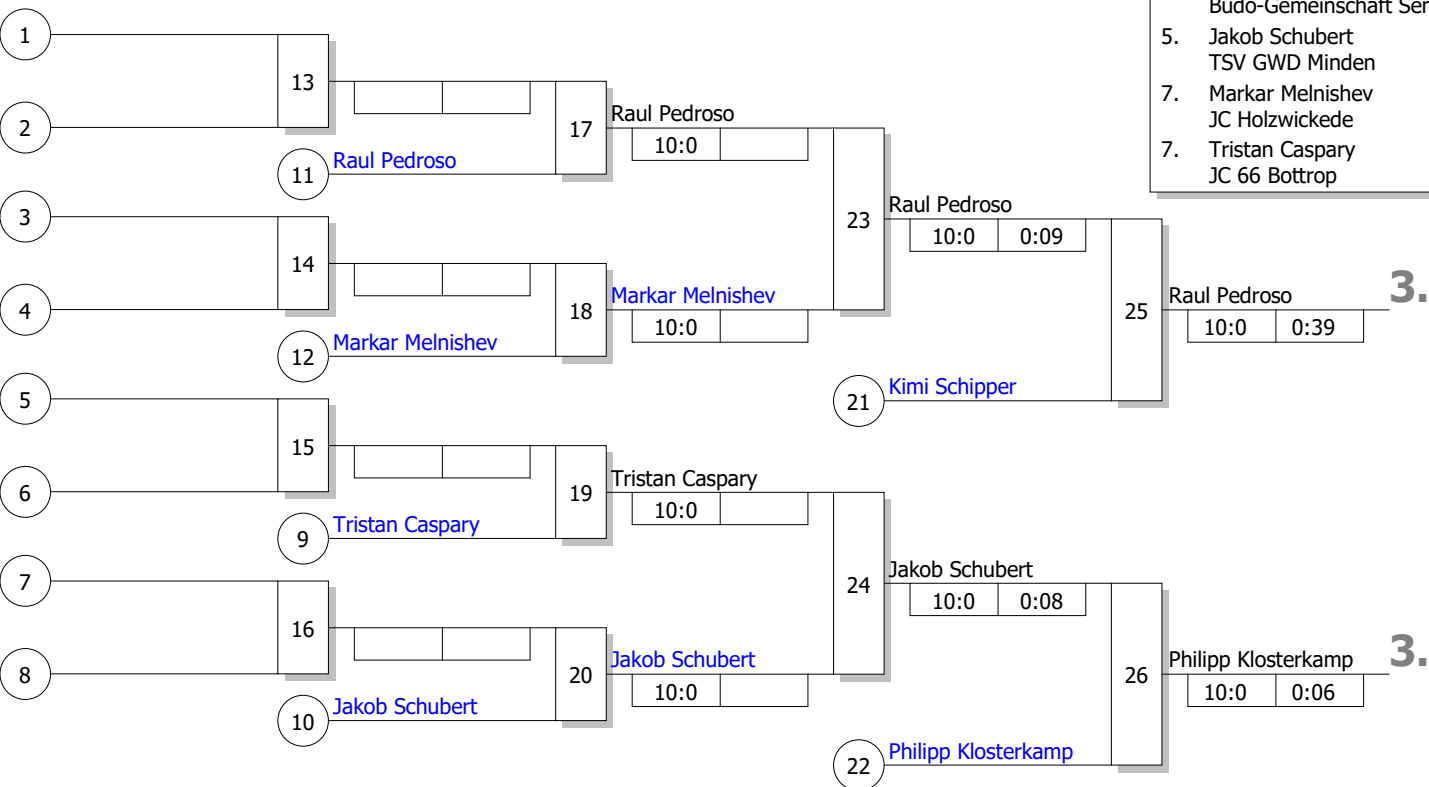 Budo-Gemeinschaft
5. Jakob Schubert
TSV GWD Minden
7. Markar Melnishev
JC Holzwickede
7. Tristan Caspary
JC 66 Bottrop
1
13
2
17
Raul Pedroso
10:0
11
Raul Pedroso
3
23
Raul Pedroso
10:0 0:09
14
4
18
Markar Melnishev
10:0
12
Markar Melnishev
25
Raul Pedroso
3.
10:0 0:39
5
21
Kimi Schipper
15
6
19
Tristan Caspary
10:0
9
Tristan Caspary
7
24
Jakob Schubert
10:0 0:08
16
8
20
Jakob Schubert
10:0
10
Jakob Schubert
26
Philipp Klosterkamp
3.
10:0 0:06
22
Philipp Klosterkamp